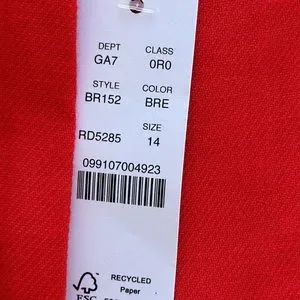 DEPT CLASS
GA7 0R0
STYLE COLOR
BR152 BRE
SIZE
RD5285 14
099107004923
RECYCLED
Paper
FSC